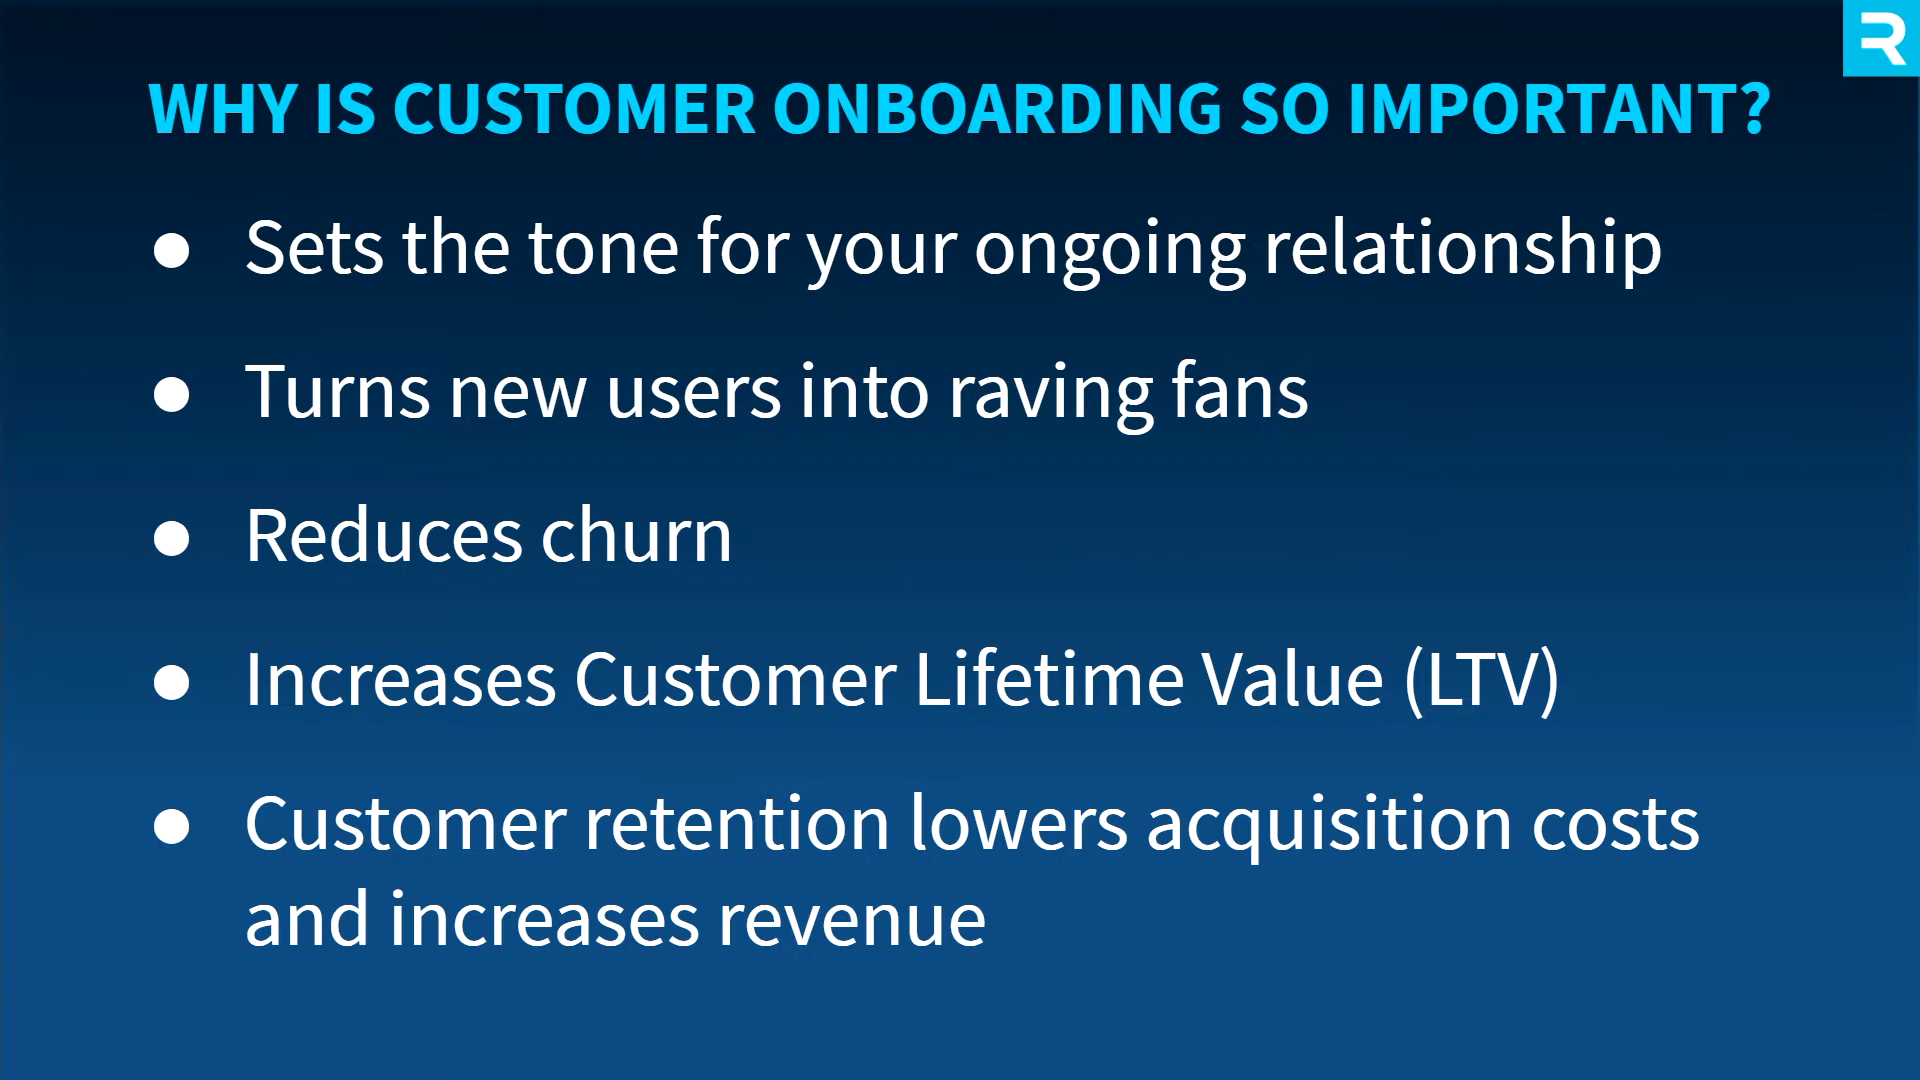 WHY IS CUSTOMER ONBOARDING SO IMPORTANT?
● Sets the tone for your ongoing relationship
● Turns new users into raving fans
● Reduces churn
● Increases Customer Lifetime Value (LTV)
● Customer retention lowers acquisition costs
and increases revenue
R